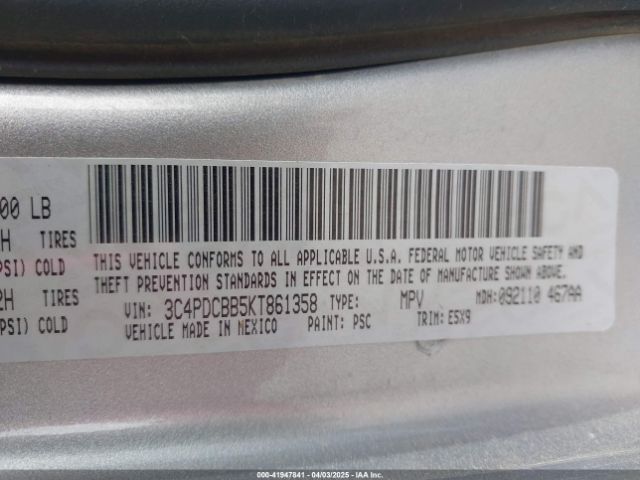 00 LB
H TIRES
PSI) COLD
2H TIRES
PSI) COLD
THIS VEHICLE CONFORMS TO ALL APPLICABLE U.S.A. FEDERAL MOTOR VEHICLE SAFETY AND
THEFT PREVENTION STANDARDS IN EFFECT ON THE DATE OF MANUFACTURE SHOWN ABOVE.
VIN: 3C4PDCBB5KT861358 TYPE: MPV MDH:092110 467AA
VEHICLE MADE IN MEXICO PAINT: PSC TRIM: E5X9
000-41947841 - 04/03/2025 - IAA Inc.